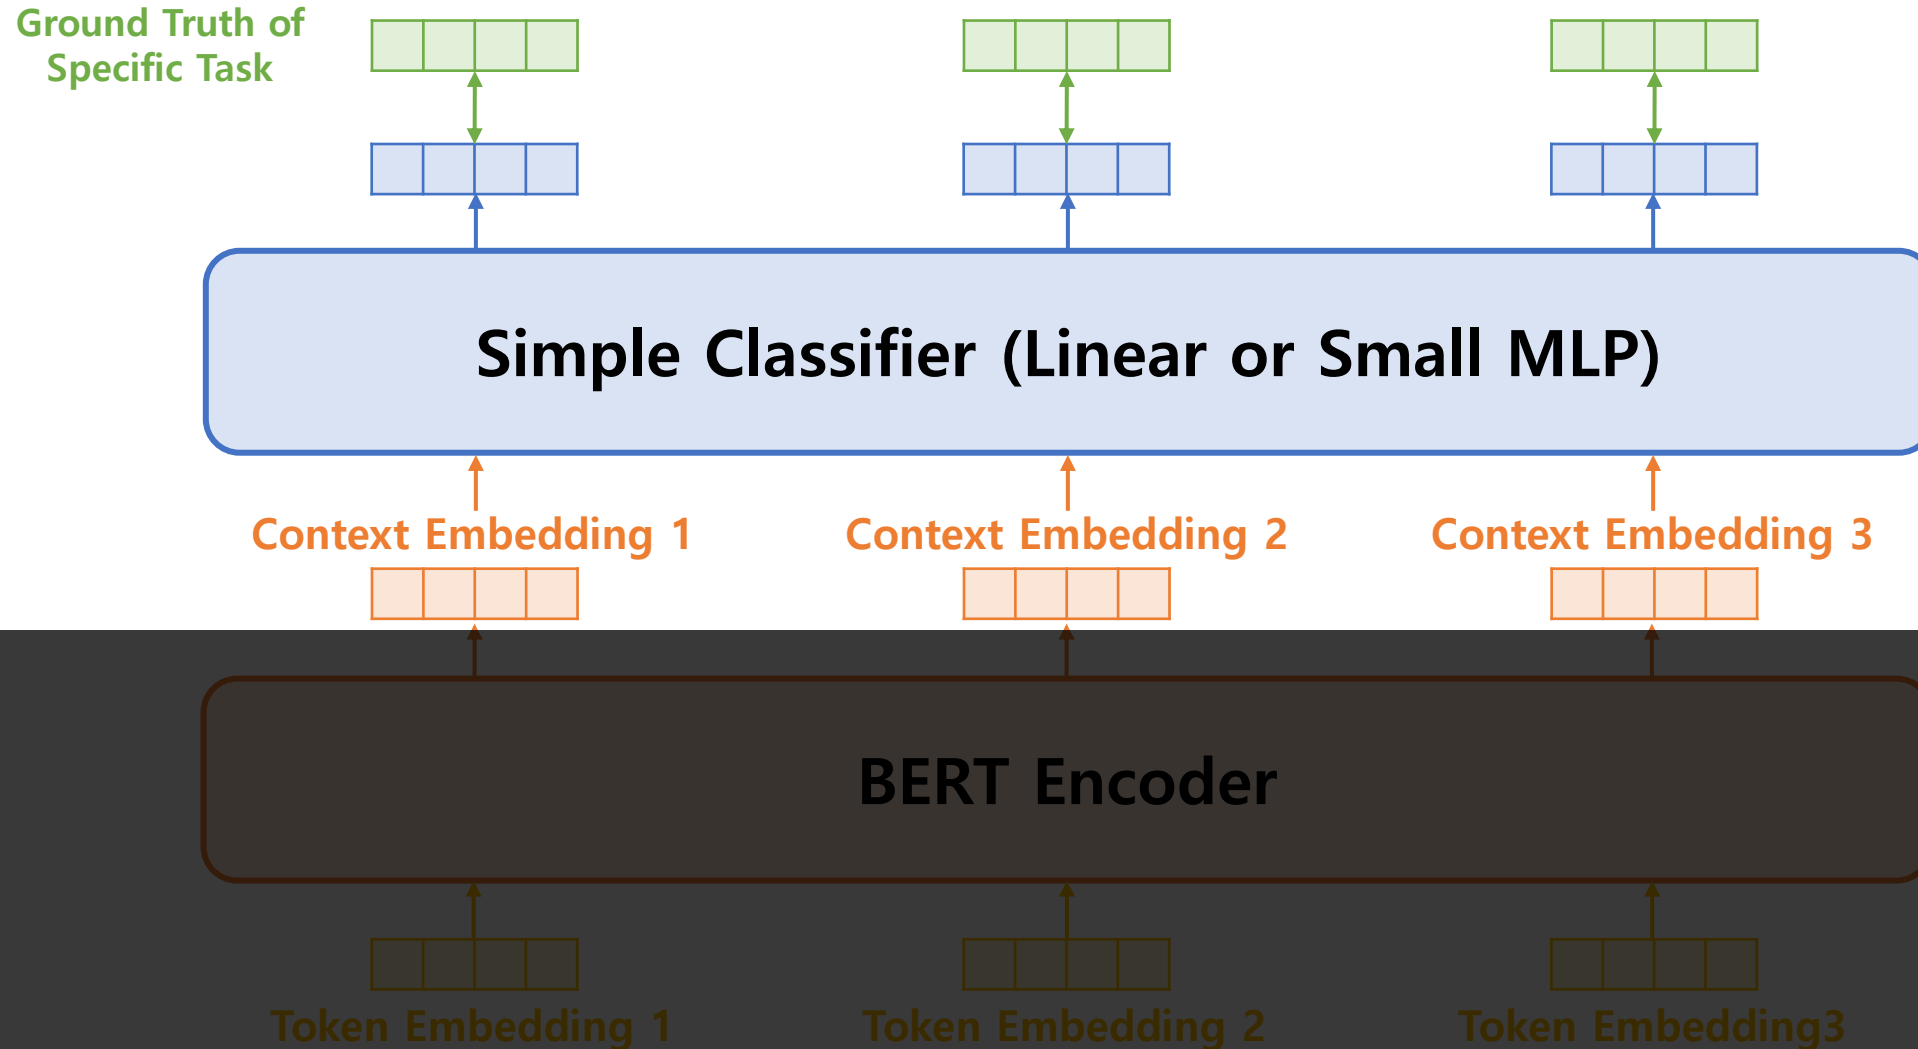 Ground Truth of
Specific Task
Simple Classifier (Linear or Small MLP)
Context Embedding 1
Context Embedding 2
Context Embedding 3
BERT Encoder
Token Embedding 1
Token Embedding 2
Token Embedding3